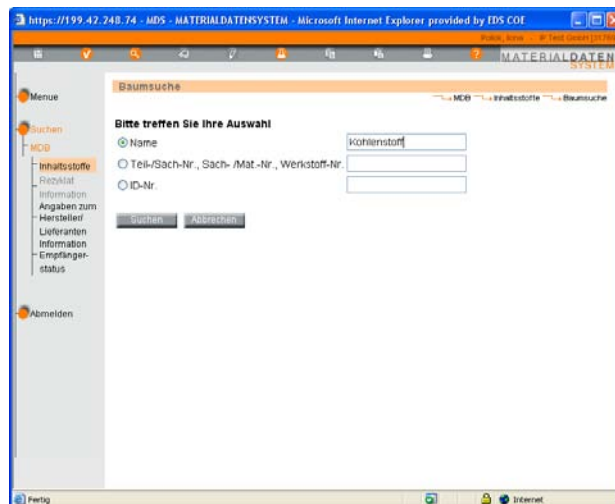 https://199.42.248.74 - MDS - MATERIALDATENSYSTEM - Microsoft Internet Explorer provided by EDS COE
MATERIALDATEN
SYSTEM
Baumsuche
MDB Inhaltsstoffe Baumsuche
Menue
Suchen
MDB
Inhaltsstoffe
Rezyklat
Information
Angaben zum
Hersteller/
Lieferanten
Information
Empfänger-
status
Abmelden
Bitte treffen Sie Ihre Auswahl
Name Kohlenstoff
Teil-/Sach-Nr., Sach- /Mat.-Nr., Werkstoff-Nr.
ID-Nr.
Suchen Abbrechen
Fertig Internet